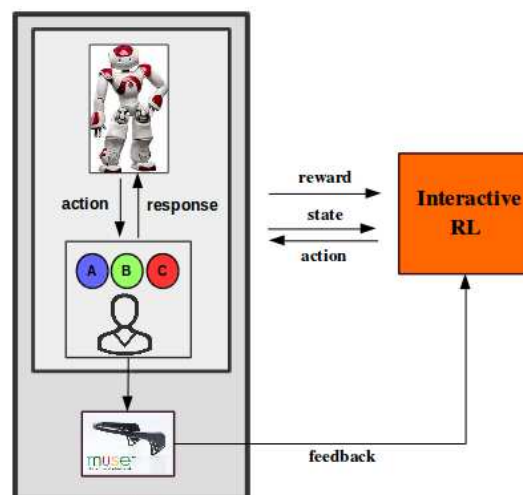 reward
Interactive
RL
action
response
state
action
A B C
muse
feedback